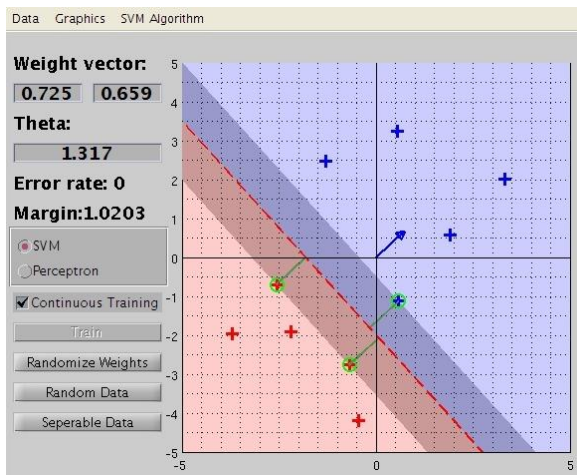 Data Graphics SVM Algorithm
Weight vector:
0.725 0.659
Theta:
1.317
Error rate: 0
Margin:1.0203
SVM
Perceptron
Continuous Training
Train
Randomize Weights
Random Data
Seperable Data
5
4
3
2
1
0
-1
-2
-3
-4
-5
-5 0 5